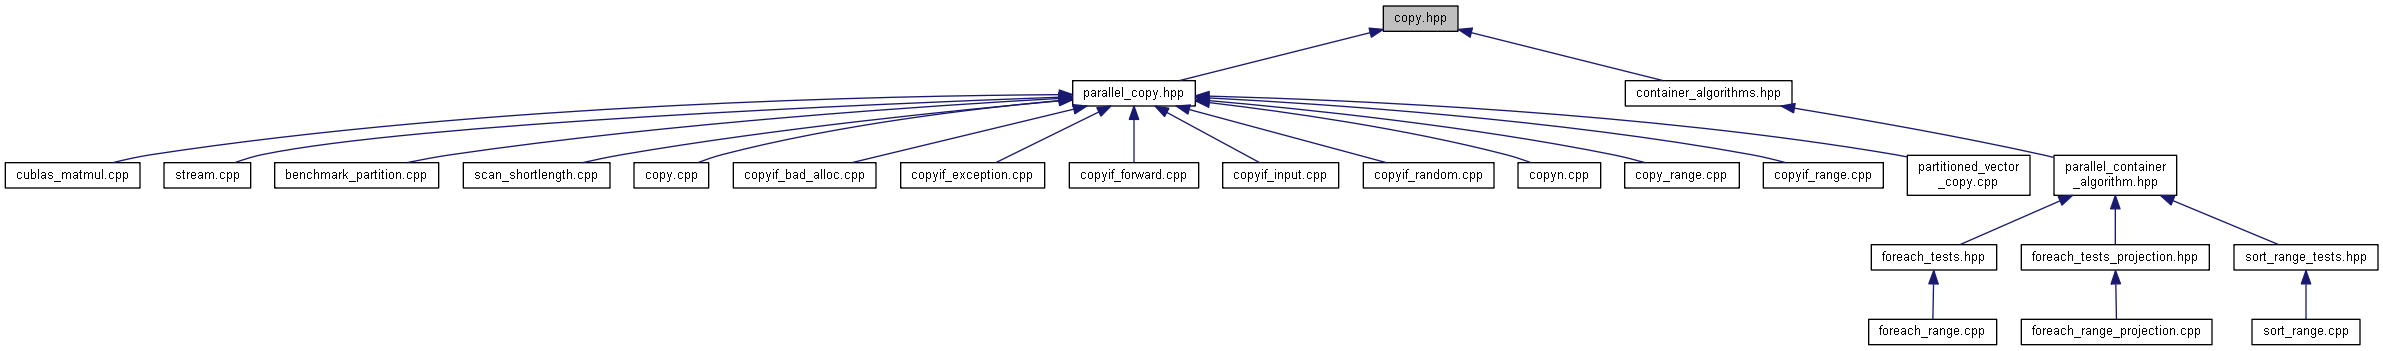 copy.hpp
parallel_copy.hpp
container_algorithms.hpp
cublas_matmul.cpp
stream.cpp
benchmark_partition.cpp
scan_shortlength.cpp
copy.cpp
copyif_bad_alloc.cpp
copyif_exception.cpp
copyif_forward.cpp
copyif_input.cpp
copyif_random.cpp
copyn.cpp
copy_range.cpp
copyif_range.cpp
partitioned_vector
_copy.cpp
parallel_container
_algorithm.hpp
foreach_tests.hpp
foreach_tests_projection.hpp
sort_range_tests.hpp
foreach_range.cpp
foreach_range_projection.cpp
sort_range.cpp